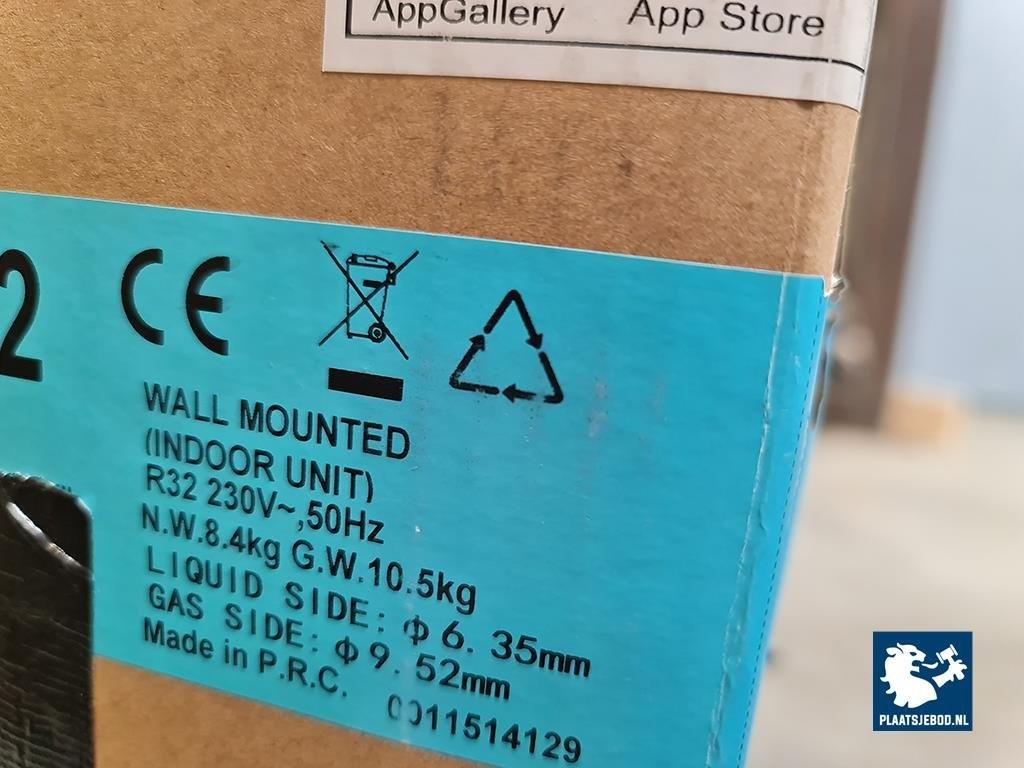 AppGallery App Store
2
CE
WALL MOUNTED
(INDOOR UNIT)
R32 230V~,50Hz
N.W.8.4kg G.W.10.5kg
LIQUID SIDE: Φ6.35mm
GAS SIDE: Φ9.52mm
Made in P.R.C. 0011514129
PLAATSJEBOD.NL